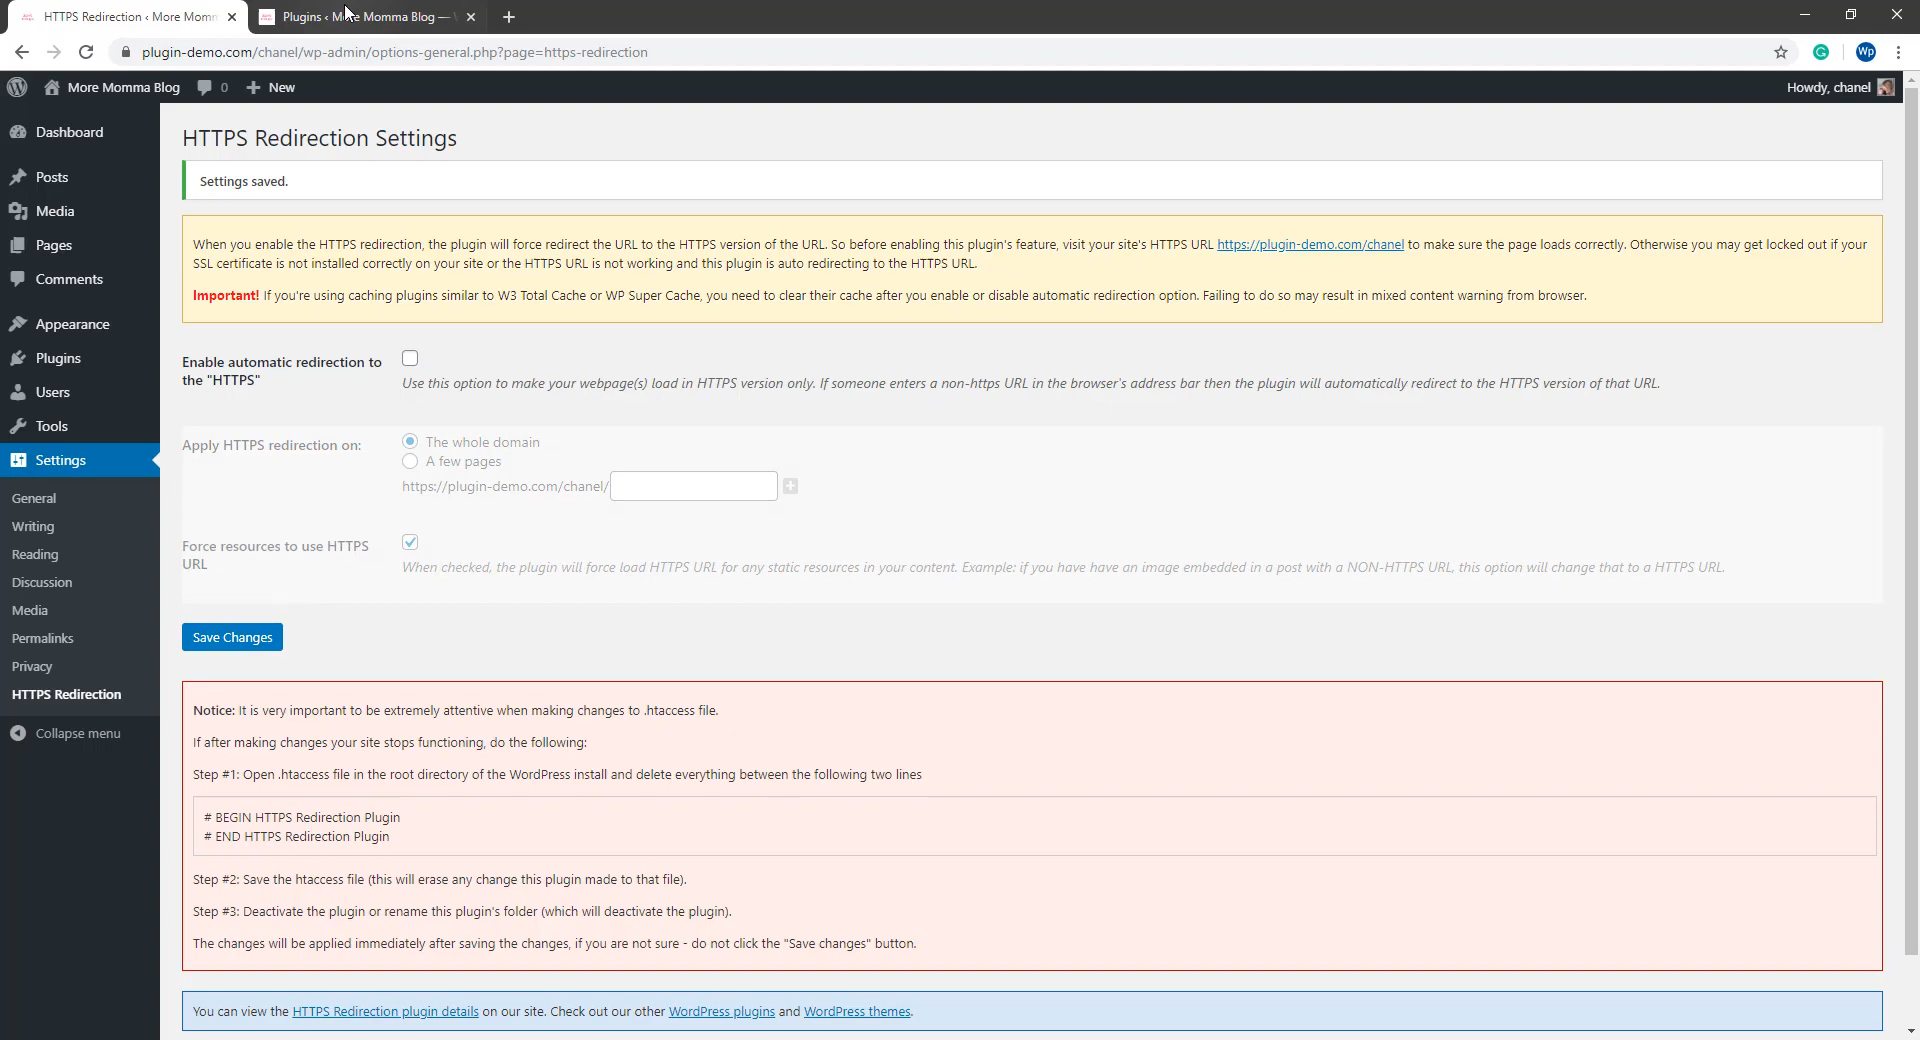 HTTPS Redirection ‹ More Momm
Plugins ‹ More Momma Blog —
plugin-demo.com/chanel/wp-admin/options-general.php?page=https-redirection
Wp
More Momma Blog
0
New
Howdy, chanel
Dashboard
Posts
Media
Pages
Comments
Appearance
Plugins
Users
Tools
Settings
General
Writing
Reading
Discussion
Media
Permalinks
Privacy
HTTPS Redirection
Collapse menu
HTTPS Redirection Settings
Settings saved.
When you enable the HTTPS redirection, the plugin will force redirect the URL to the HTTPS version of the URL. So before enabling this plugin's feature, visit your site's HTTPS URL https://plugin-demo.com/chanel to make sure the page loads correctly. Otherwise you may get locked out if your
SSL certificate is not installed correctly on your site or the HTTPS URL is not working and this plugin is auto redirecting to the HTTPS URL.
Important! If you're using caching plugins similar to W3 Total Cache or WP Super Cache, you need to clear their cache after you enable or disable automatic redirection option. Failing to do so may result in mixed content warning from browser.
Enable automatic redirection to
the "HTTPS"
Use this option to make your webpage(s) load in HTTPS version only. If someone enters a non-https URL in the browser's address bar then the plugin will automatically redirect to the HTTPS version of that URL.
Apply HTTPS redirection on:
The whole domain
A few pages
https://plugin-demo.com/chanel/
Force resources to use HTTPS
URL
When checked, the plugin will force load HTTPS URL for any static resources in your content. Example: if you have have an image embedded in a post with a NON-HTTPS URL, this option will change that to a HTTPS URL.
Save Changes
Notice: It is very important to be extremely attentive when making changes to .htaccess file.
If after making changes your site stops functioning, do the following:
Step #1: Open .htaccess file in the root directory of the WordPress install and delete everything between the following two lines
# BEGIN HTTPS Redirection Plugin
# END HTTPS Redirection Plugin
Step #2: Save the htaccess file (this will erase any change this plugin made to that file).
Step #3: Deactivate the plugin or rename this plugin's folder (which will deactivate the plugin).
The changes will be applied immediately after saving the changes, if you are not sure - do not click the "Save changes" button.
You can view the HTTPS Redirection plugin details on our site. Check out our other WordPress plugins and WordPress themes.